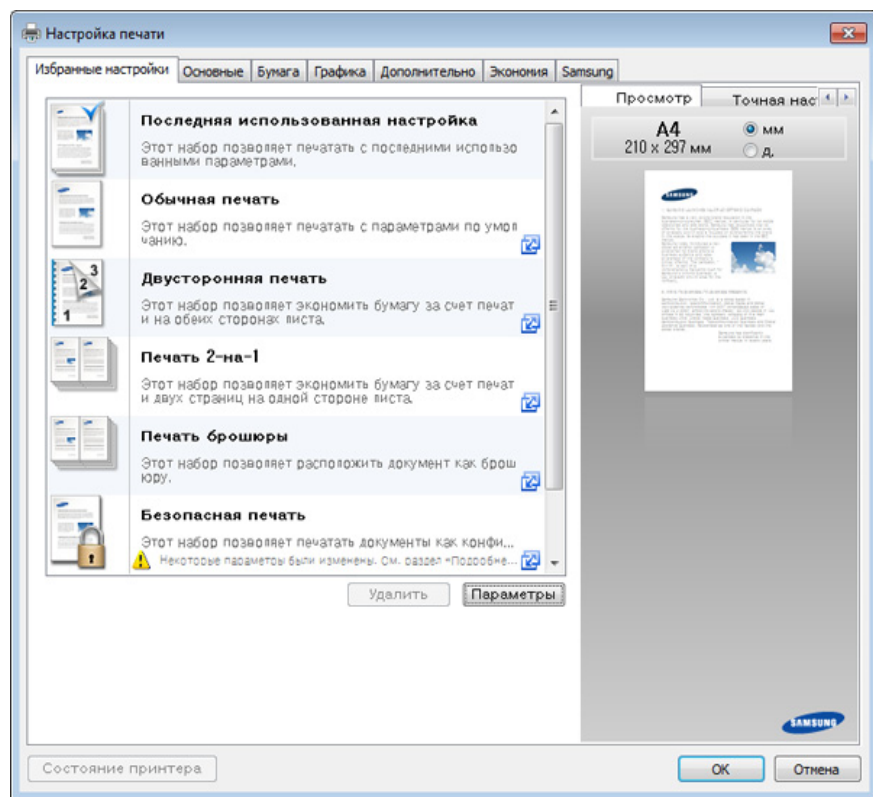 Настройка печати
Избранные настройки Основные Бумага Графика Дополнительно Экономия Samsung
Последняя использованная настройка
Этот набор позволяет печатать с последними использо
ванными параметрами.
Обычная печать
Этот набор позволяет печатать с параметрами по умол
чанию.
3
2
1
Двусторонняя печать
Этот набор позволяет экономить бумагу за счет печат
и на обеих сторонах листа.
Печать 2-на-1
Этот набор позволяет экономить бумагу за счет печат
и двух страниц на одной стороне листа.
Печать брошюры
Этот набор позволяет расположить документ как брош
юру.
Безопасная печать
Этот набор позволяет печатать документы как конфи...
Некоторые параметры были изменены. См. раздел «Подробне...
Удалить Параметры
Просмотр Точная нас
A4
210 x 297 мм
мм
д.
SAMSUNG
SAMSUNG
Состояние принтера
OK Отмена